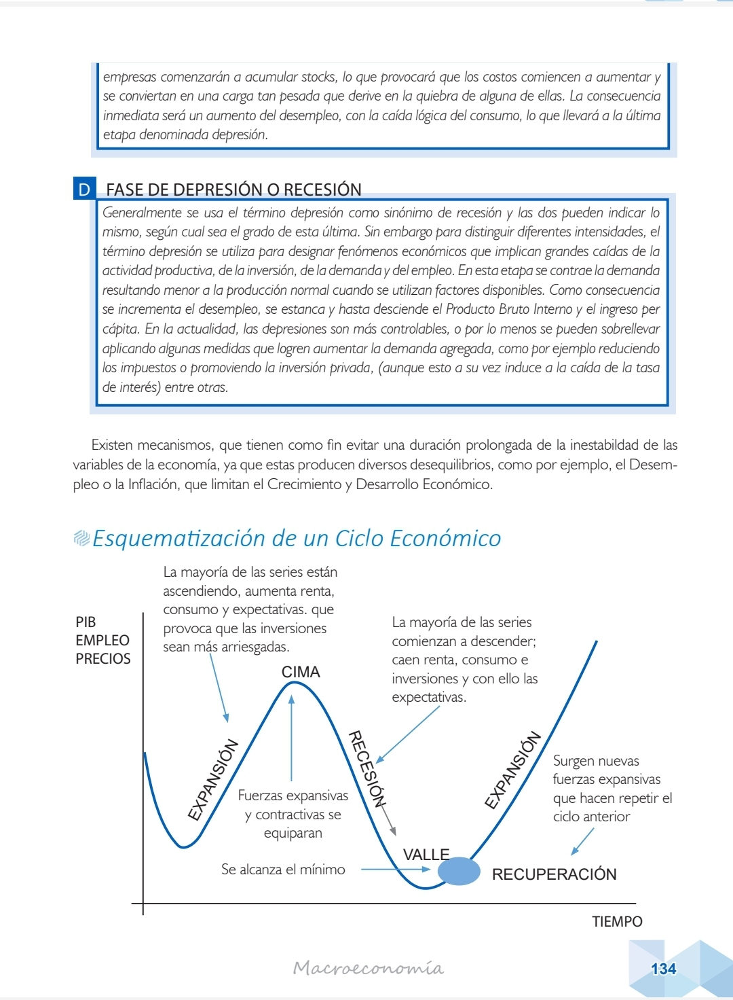 empresas comenzarán a acumular stocks, lo que provocará que los costos comiencen a aumentar y
se conviertan en una carga tan pesada que derive en la quiebra de alguna de ellas. La consecuencia
inmediata será un aumento del desempleo, con la caída lógica del consumo, lo que llevará a la última
etapa denominada depresión.
D FASE DE DEPRESIÓN O RECESIÓN
Generalmente se usa el término depresión como sinónimo de recesión y las dos pueden indicar lo
mismo, según cual sea el grado de esta última. Sin embargo para distinguir diferentes intensidades, el
término depresión se utiliza para designar fenómenos económicos que implican grandes caídas de la
actividad productiva, de la inversión, de la demanda y del empleo. En esta etapa se contrae la demanda
resultando menor a la producción normal cuando se utilizan factores disponibles. Como consecuencia
se incrementa el desempleo, se estanca y hasta desciende el Producto Bruto Interno y el ingreso per
cápita. En la actualidad, las depresiones son más controlables, o por lo menos se pueden sobrellevar
aplicando algunas medidas que logren aumentar la demanda agregada, como por ejemplo reduciendo
los impuestos o promoviendo la inversión privada, (aunque esto a su vez induce a la caída de la tasa
de interés) entre otras.
Existen mecanismos, que tienen como fin evitar una duración prolongada de la inestabildad de las
variables de la economía, ya que estas producen diversos desequilibrios, como por ejemplo, el Desem-
pleo o la Inflación, que limitan el Crecimiento y Desarrollo Económico.
Esquematización de un Ciclo Económico
La mayoría de las series están
ascendiendo, aumenta renta,
consumo y expectativas. que
provoca que las inversiones
sean más arriesgadas.
PIB
EMPLEO
PRECIOS
La mayoría de las series
comienzan a descender;
caen renta, consumo e
inversiones y con ello las
expectativas.
CIMA
EXPANSIÓN
RECESIÓN
EXPANSIÓN
Fuerzas expansivas
y contractivas se
equiparan
Surgen nuevas
fuerzas expansivas
que hacen repetir el
ciclo anterior
VALLE
Se alcanza el mínimo
RECUPERACIÓN
TIEMPO
Macroeconomía
134